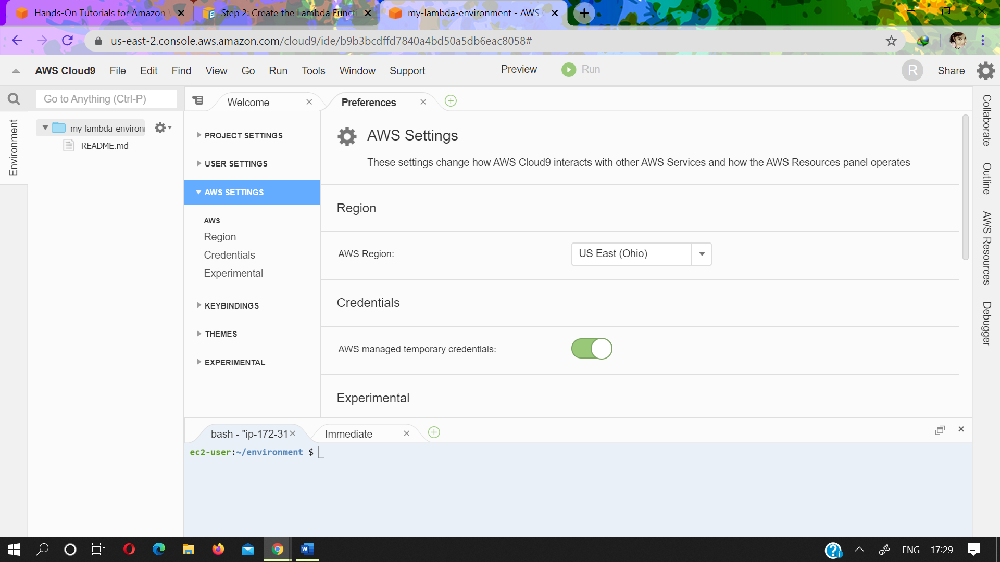 Hands-On Tutorials for Amazon
Step 2: Create the Lambda Funct
my-lambda-environment - AWS
us-east-2.console.aws.amazon.com/cloud9/ide/b9b3bcdffd7840a4bd50a5db6eac8058#
AWS Cloud9 File Edit Find View Go Run Tools Window Support Preview Run R Share
Go to Anything (Ctrl-P)
Environment
my-lambda-environ
README.md
Welcome
Preferences
PROJECT SETTINGS
USER SETTINGS
AWS SETTINGS
AWS
Region
Credentials
Experimental
KEYBINDINGS
THEMES
EXPERIMENTAL
AWS Settings
These settings change how AWS Cloud9 interacts with other AWS Services and how the AWS Resources panel operates
Region
AWS Region: US East (Ohio)
Credentials
AWS managed temporary credentials:
Experimental
Collaborate
Outline
AWS Resources
Debugger
bash - "ip-172-31
Immediate
ec2-user:~/environment $
ENG 17:29